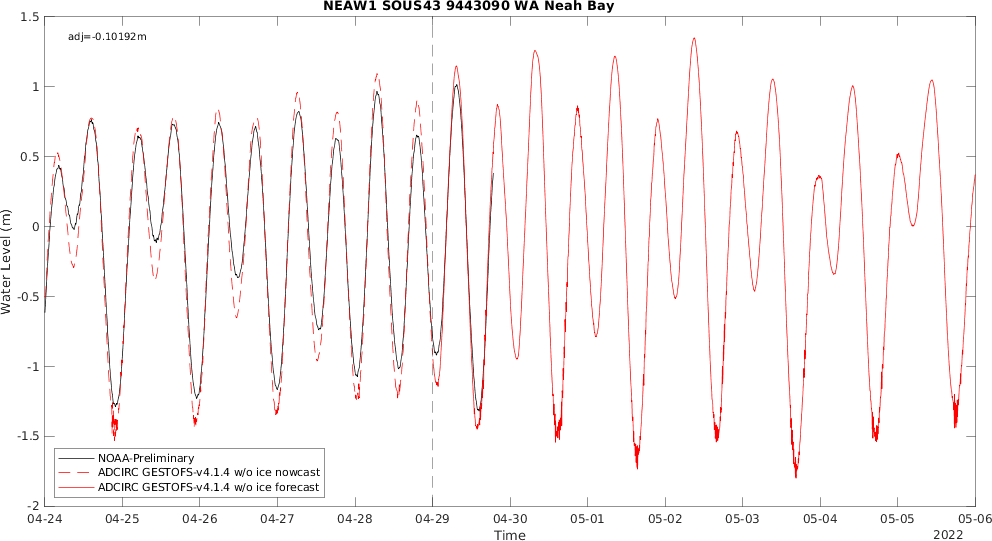 NEAW1 SOUS43 9443090 WA Neah Bay
adj=-0.10192m
1.5
1
0.5
0
-0.5
-1
-1.5
-2
Water Level (m)
NOAA-Preliminary
ADCIRC GESTOFS-v4.1.4 w/o ice nowcast
ADCIRC GESTOFS-v4.1.4 w/o ice forecast
04-24 04-25 04-26 04-27 04-28 04-29 04-30 05-01 05-02 05-03 05-04 05-05 05-06
Time
2022